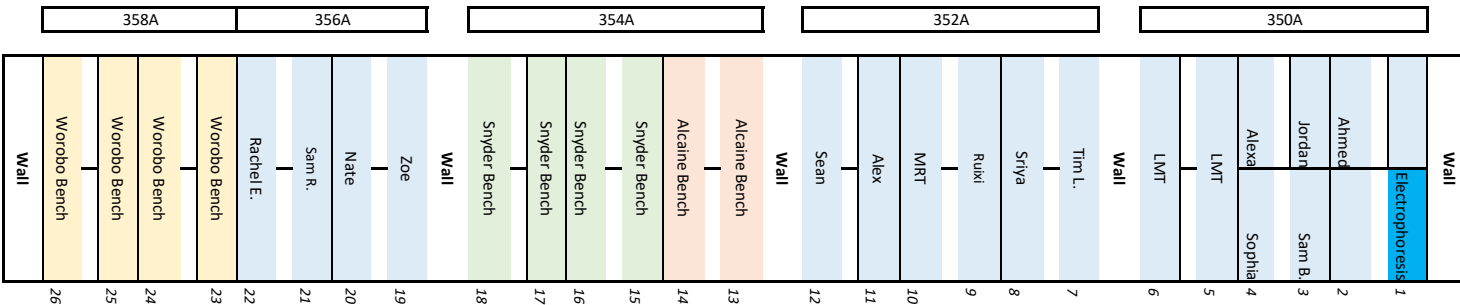 358A
356A
354A
352A
350A
Wall
Worobo Bench
Worobo Bench
Worobo Bench
Worobo Bench
Rachel E.
Sam R.
Nate
Zoe
Wall
Snyder Bench
Snyder Bench
Snyder Bench
Snyder Bench
Alcaine Bench
Alcaine Bench
Wall
Sean
Alex
MRT
Ruixi
Sriya
Tim L.
Wall
LMT
LMT
Alexa
Sophia
Jordan
Sam B.
Ahmed
Electrophoresis
Wall
26
25
24
23
22
21
20
19
18
17
16
15
14
13
12
11
10
9
8
7
6
5
4
3
2
1